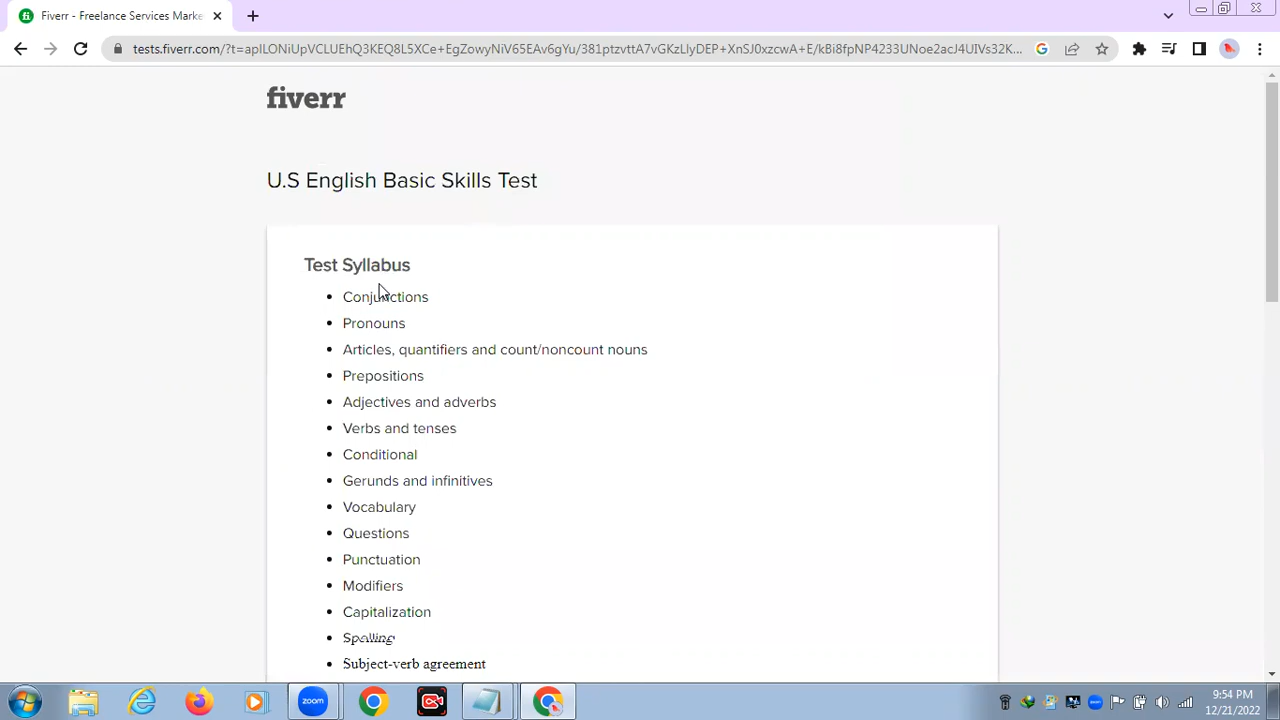 Fiverr - Freelance Services Marke
tests.fiverr.com/?t=apILONiUpVCLUEhQ3KEQ8L5XCe+EgZowyNiV65EAv6gYu/381ptzvttA7vGKzLlyDEP+XnSJ0xzcwA+E/kBi8fpNP4233UNoe2acJ4UIVs32K...
fiverr
U.S English Basic Skills Test
Test Syllabus
• Conjunctions
• Pronouns
• Articles, quantifiers and count/noncount nouns
• Prepositions
• Adjectives and adverbs
• Verbs and tenses
• Conditional
• Gerunds and infinitives
• Vocabulary
• Questions
• Punctuation
• Modifiers
• Capitalization
• Spelling
• Subject-verb agreement
zoom
9:54 PM
12/21/2022